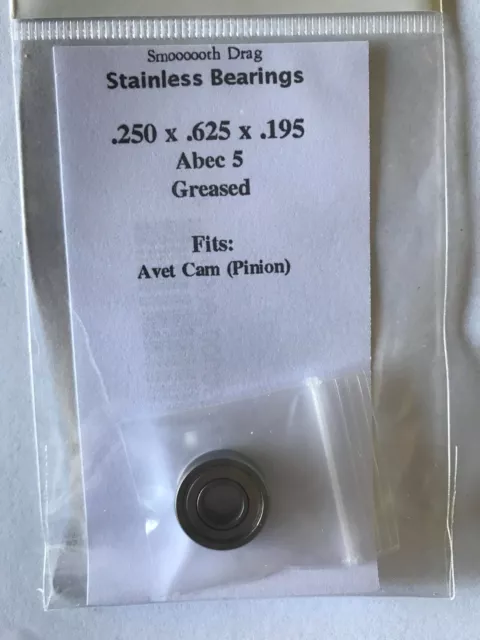 Smoooooth Drag
Stainless Bearings
.250 x .625 x .195
Abec 5
Greased
Fits:
Avet Cam (Pinion)